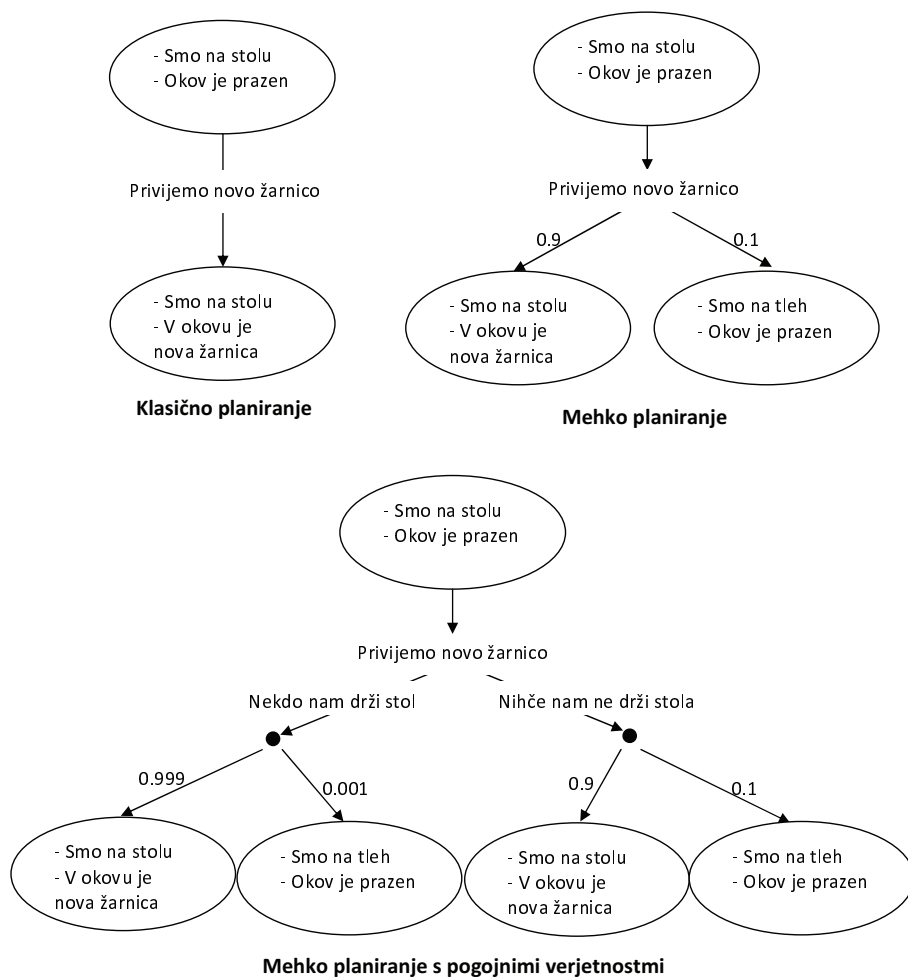 - Smo na stolu
- Okov je prazen
Privijemo novo žarnico
- Smo na stolu
- V okovu je
nova žarnica
Klasično planiranje
- Smo na stolu
- Okov je prazen
Privijemo novo žarnico
0.9
0.1
- Smo na stolu
- V okovu je
nova žarnica
- Smo na tleh
- Okov je prazen
Mehko planiranje
- Smo na stolu
- Okov je prazen
Privijemo novo žarnico
Nekdo nam drži stol
Nihče nam ne drži stola
0.999
0.001
0.9
0.1
- Smo na stolu
- V okovu je
nova žarnica
- Smo na tleh
- Okov je prazen
- Smo na stolu
- V okovu je
nova žarnica
- Smo na tleh
- Okov je prazen
Mehko planiranje s pogojnimi verjetnostmi